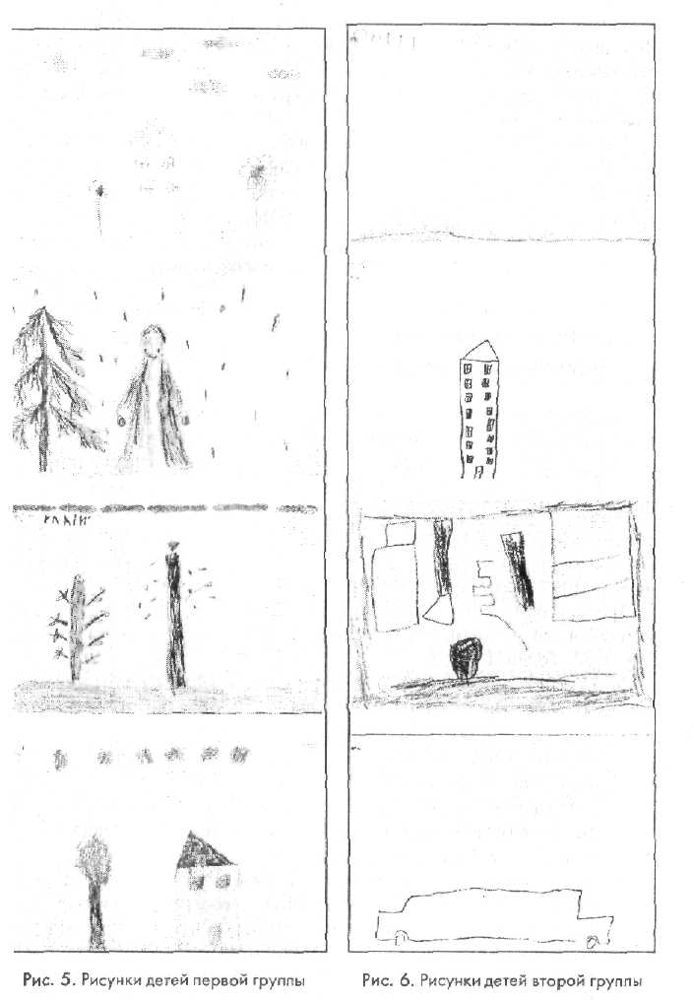 Рис. 5. Рисунки детей первой группы
Рис. 6. Рисунки детей второй группы